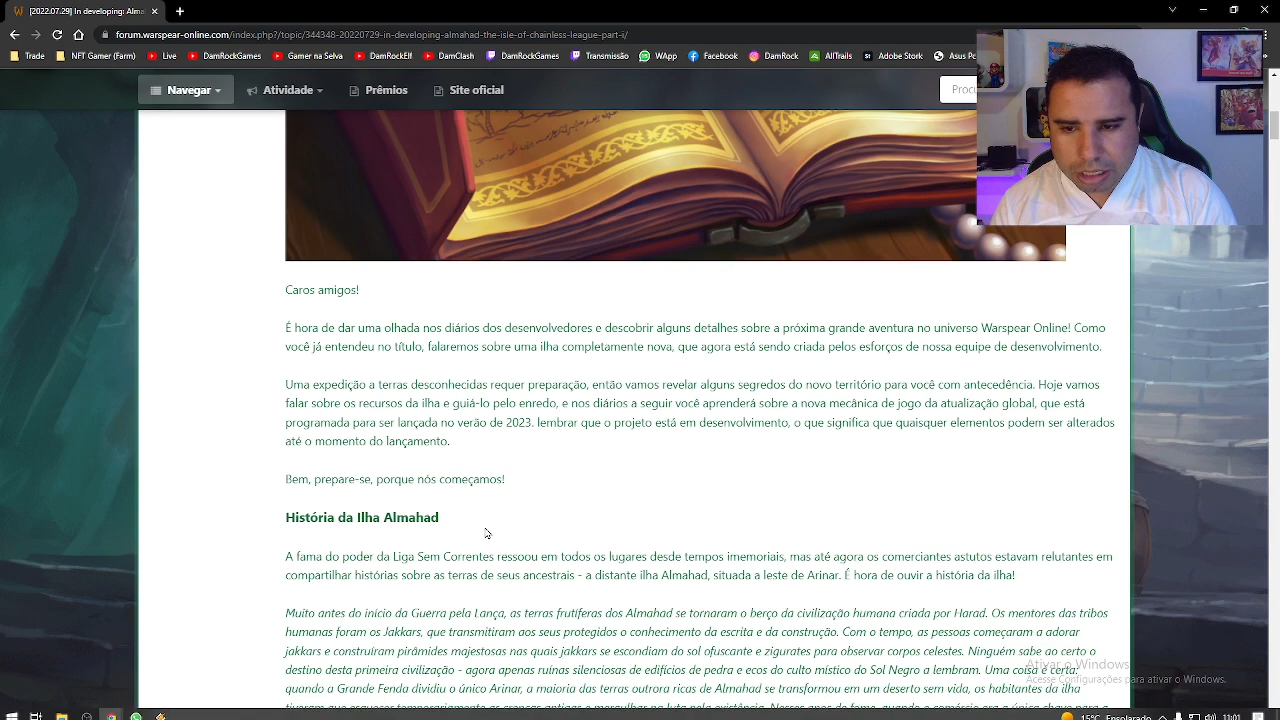 [2022.07.29] In developing: Almahad
forum.warspear-online.com/index.php?/topic/344348-20220729-in-developing-almahad-the-isle-of-chainless-league-part-i/
Trade NFT Gamer (Farm) Live DamRockGames Gamer na Selva DamRockElf DamClash DamRockGames WApp Facebook DamRock AllTrends Adobe Stork Asus Pe
Navegar Atividade Prêmios Site oficial Procu
Caros amigos!
É hora de dar uma olhada nos diários dos desenvolvedores e descobrir alguns detalhes sobre a próxima grande aventura no universo Warspear Online! Como
você já entendeu no título, falaremos sobre uma ilha completamente nova, que agora está sendo criada pelos esforços de nossa equipe de desenvolvimento.
Uma expedição a terras desconhecidas requer preparação, então vamos revelar alguns segredos do novo território para você com antecedência. Hoje vamos
falar sobre os recursos da ilha e guiá-lo pelo enredo, e nos diários a seguir você aprenderá sobre a nova mecânica de jogo da atualização global, que está
programada para ser lançada no verão de 2023. lembrar que o projeto está em desenvolvimento, o que significa que quaisquer elementos podem ser alterados
até o momento do lançamento.
Bem, prepare-se, porque nós começamos!
História da Ilha Almahad
A fama do poder da Liga Sem Correntes ressoou em todos os lugares desde tempos imemoriais, mas até agora os comerciantes astutos estavam relutantes em
compartilhar histórias sobre as terras de seus ancestrais - a distante ilha Almahad, situada a leste de Arinar. É hora de ouvir a história da ilha!
Muito antes do início da Guerra pela Lança, as terras frutíferas dos Almahad se tornaram o berço da civilização humana criada por Harad. Os mentores das tribos
humanas foram os Jakkars, que transmitiram aos seus protegidos o conhecimento da escrita e da construção. Com o tempo, as pessoas começaram a adorar
jakkars e construíram pirâmides majestosas nas quais jakkars se escondiam do sol ofuscante e zigurates para observar corpos celestes. Ninguém sabe ao certo o
destino desta primeira civilização - agora apenas ruínas silenciosas de edifícios de pedra e ecos do culto místico do Sol Negro a lembram. Uma coisa é certa:
quando a Grande Fenda dividiu o único Arinar, a maioria das terras outrora ricas de Almahad se transformou em um deserto sem vida, os habitantes da ilha
Ativar o Windows
Acesse Configurações para ativar o Windows.